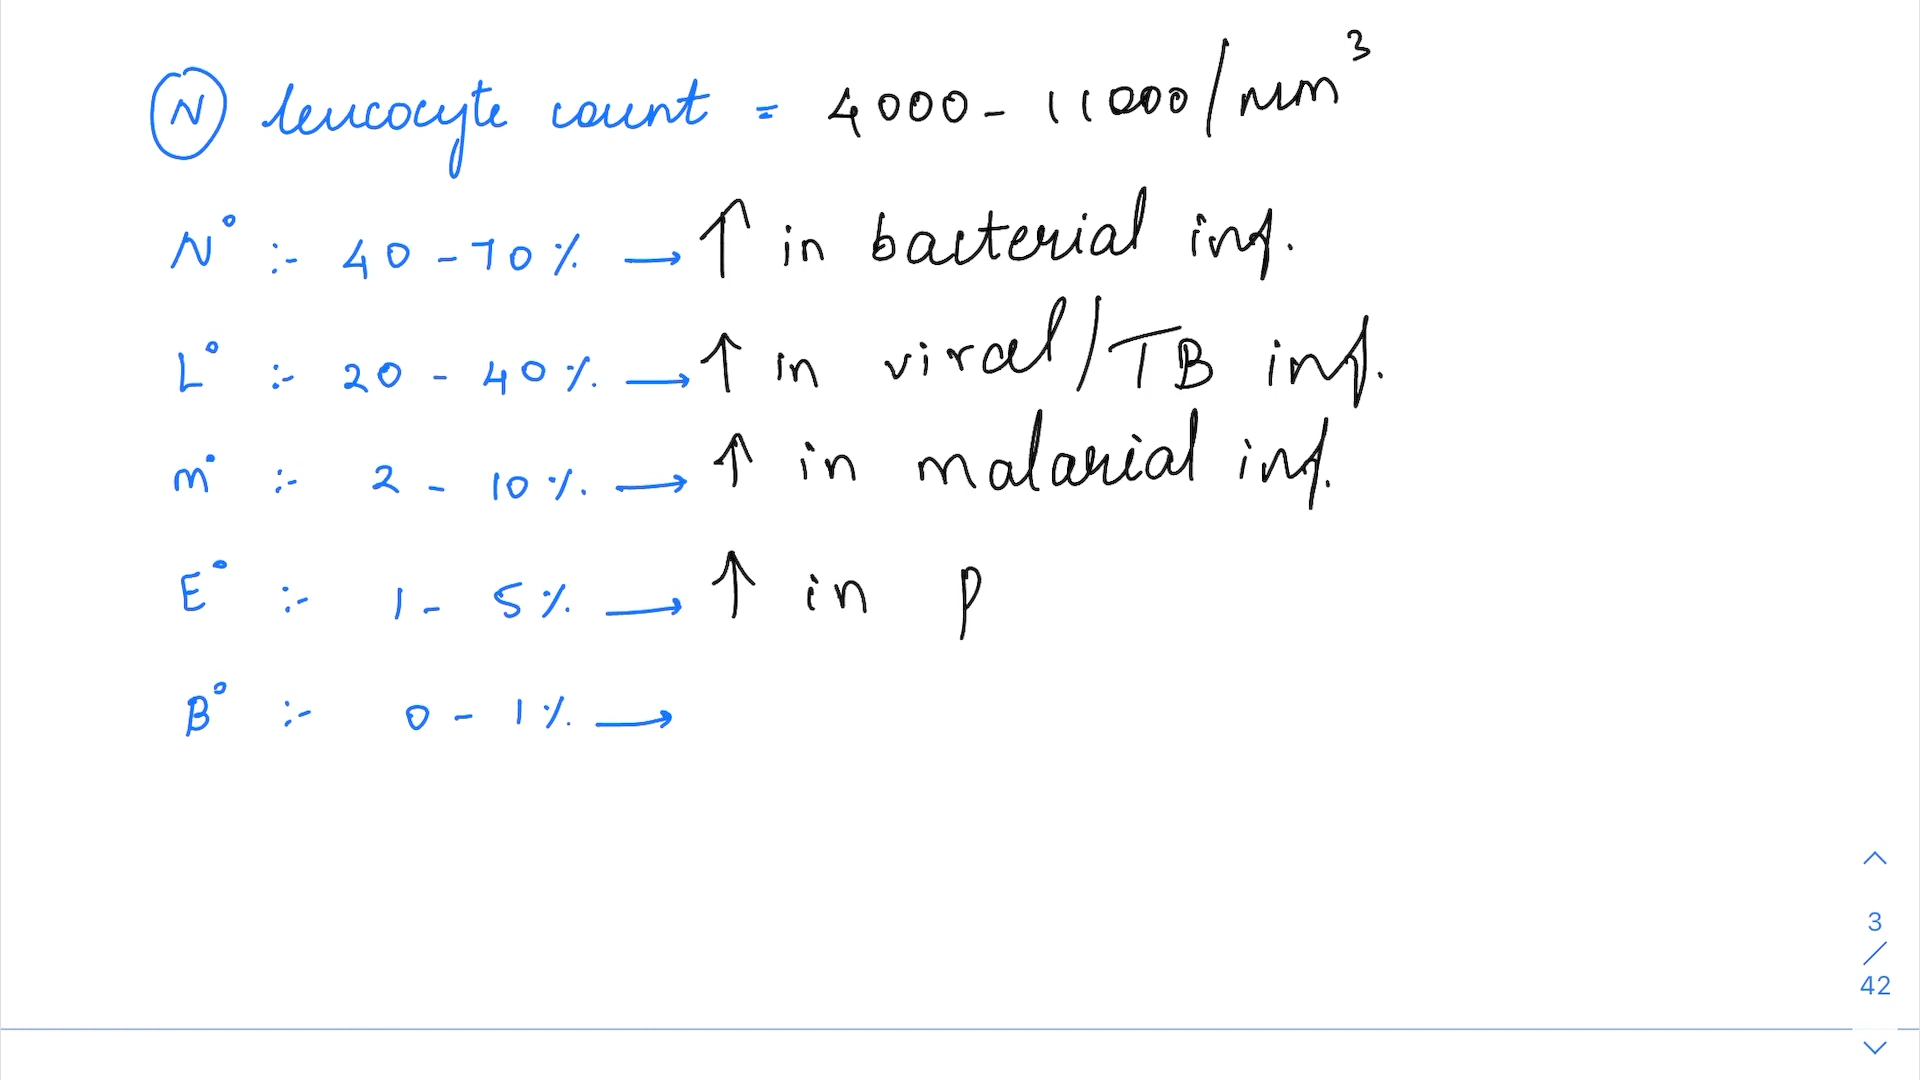 N leucocyte count = 4000 - 11000/mm³
N° :- 40 - 70% → ↑ in bacterial inf.
L° :- 20 - 40% → ↑ in viral/TB inf.
m° :- 2 - 10% → ↑ in malarial inf.
E° :- 1 - 5% → ↑ in p
B° :- 0 - 1% →
3
/
42